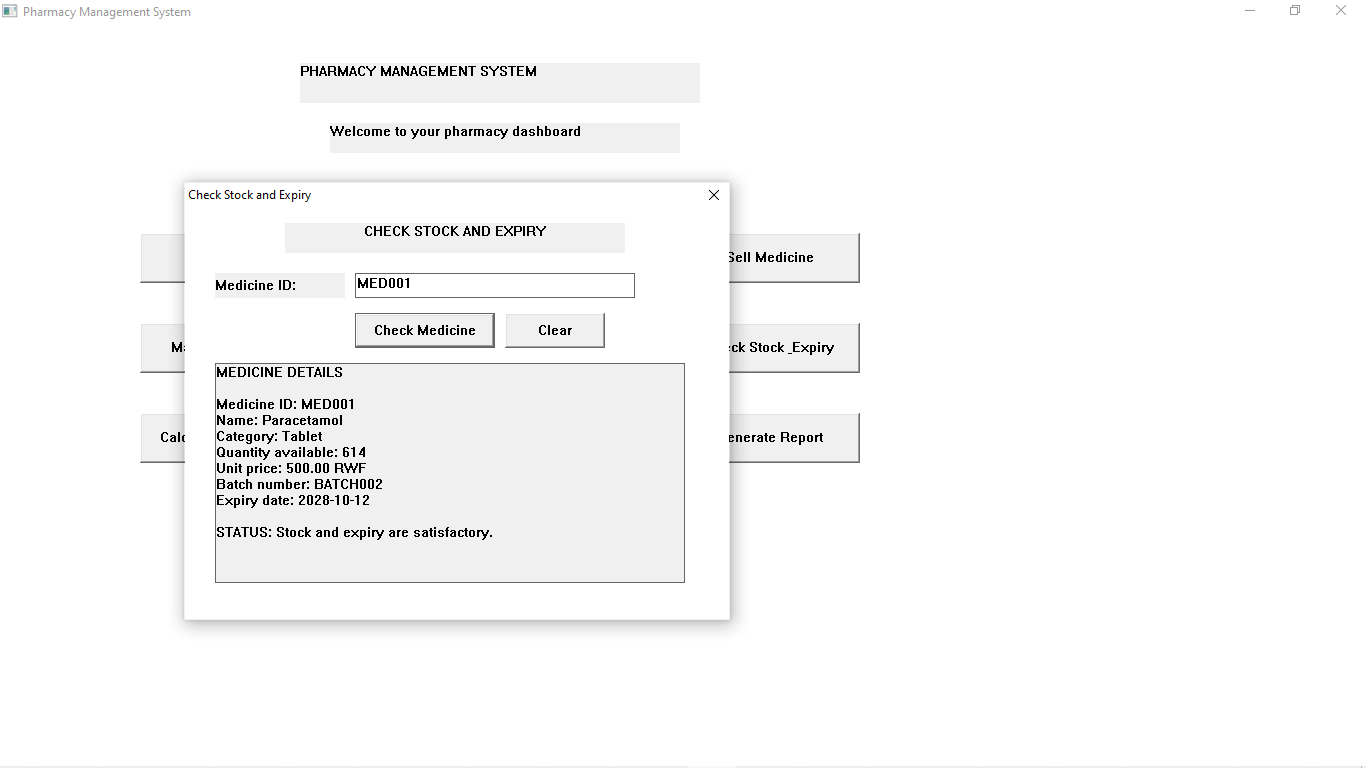 Pharmacy Management System
PHARMACY MANAGEMENT SYSTEM
Welcome to your pharmacy dashboard
Check Stock and Expiry
CHECK STOCK AND EXPIRY
Medicine ID:
MED001
Check Medicine
Clear
MEDICINE DETAILS
Medicine ID: MED001
Name: Paracetamol
Category: Tablet
Quantity available: 614
Unit price: 500.00 RWF
Batch number: BATCH002
Expiry date: 2028-10-12
STATUS: Stock and expiry are satisfactory.
Sell Medicine
Stock _Expiry
Report